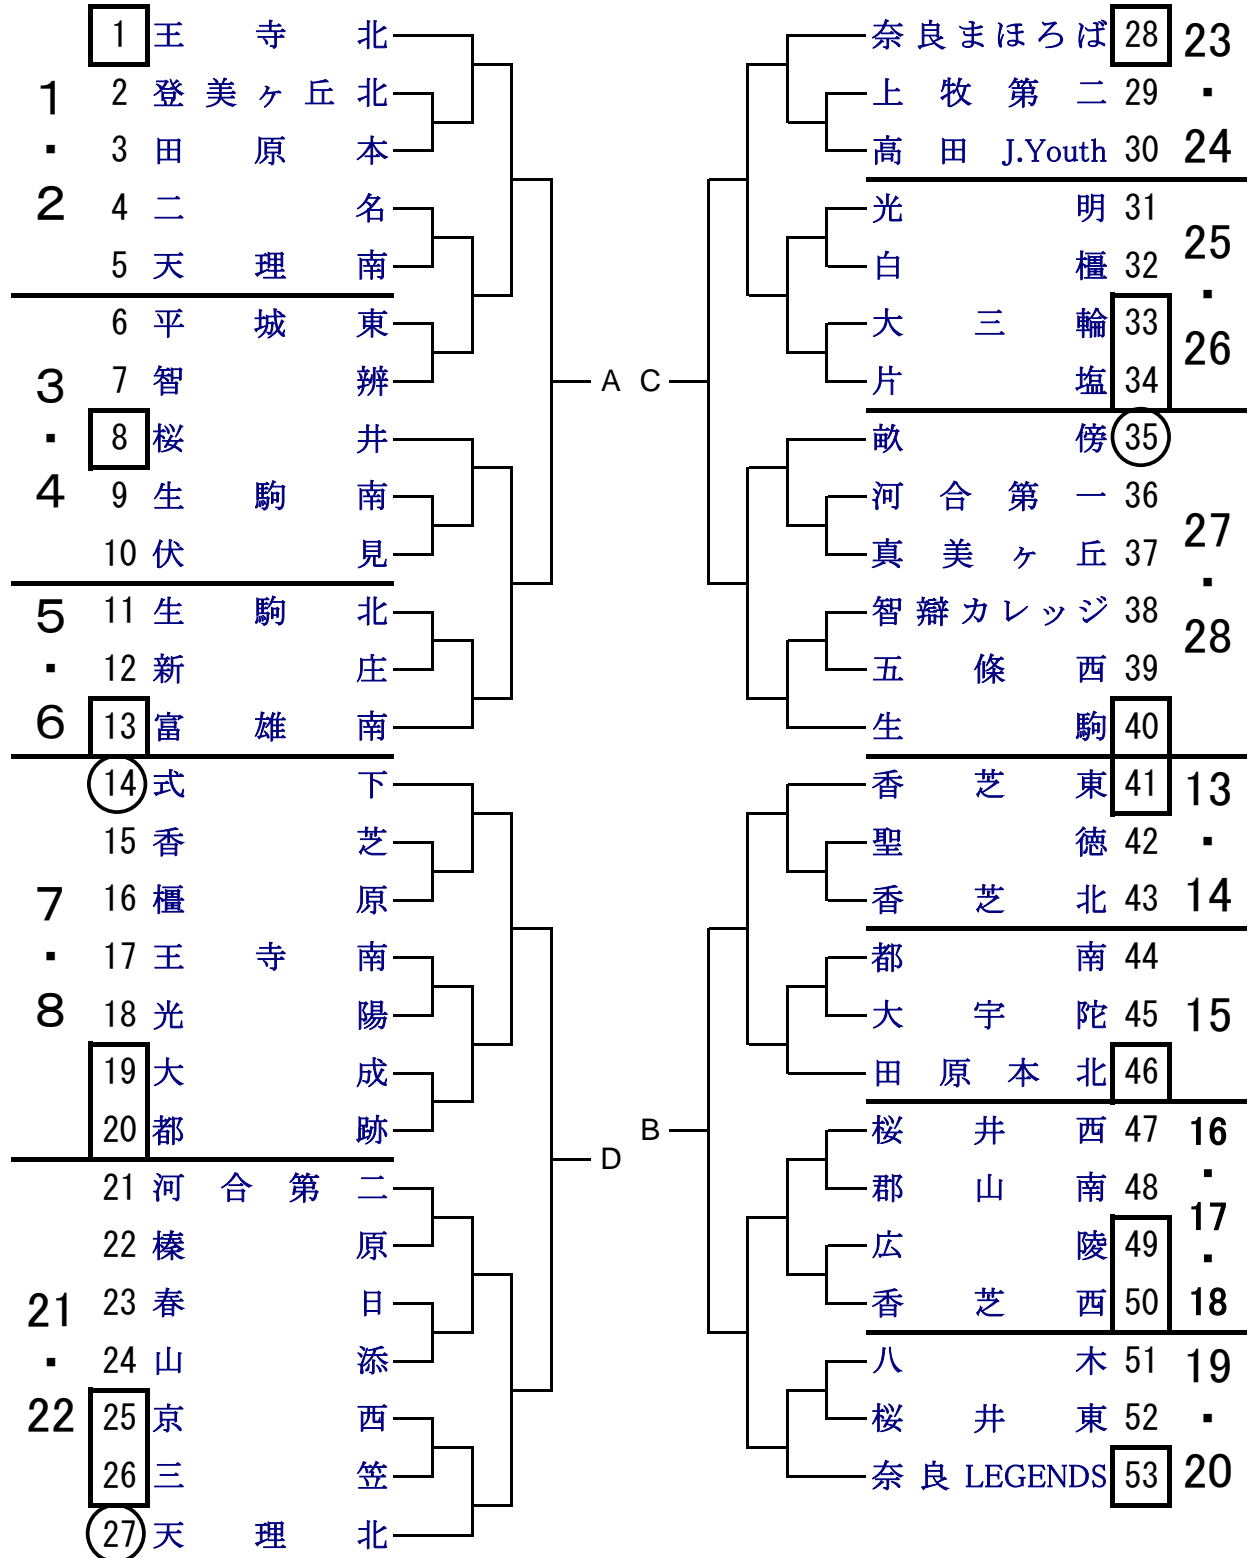 1 王寺北
2 登美ヶ丘北
3 田原本
4 二名
5 天理南
1・2
6 平城東
7 智辨
8 桜井
9 生駒南
10 伏見
3・4
11 生駒北
12 新庄
13 富雄南
5・6
14 式下
15 香芝
16 橿原
17 王寺南
18 光陽
19 大成
20 都跡
7・8
21 河合第二
22 榛原
23 春日
24 山添
25 京西
26 三笠
27 天理北
21・22
A
D
C
B
奈良まほろば 28
上牧第二 29
高田 J.Youth 30
23・24
光明 31
白橿 32
大三輪 33
片塩 34
25・26
畝傍 35
河合第一 36
真美ヶ丘 37
智辯カレッジ 38
五條西 39
生駒 40
27・28
香芝東 41
聖徳 42
香芝北 43
13・14
都南 44
大宇陀 45
田原本北 46
15
桜井西 47
郡山南 48
広陵 49
香芝西 50
16・17・18
八木 51
桜井東 52
奈良 LEGENDS 53
19・20